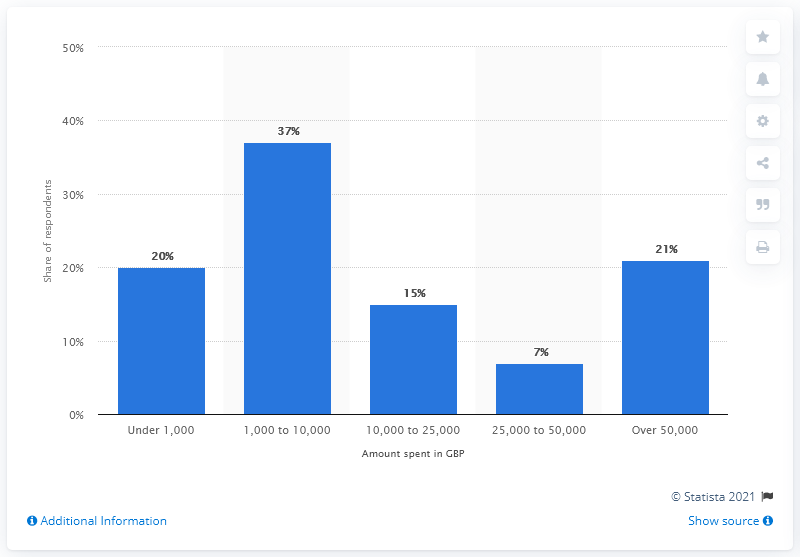 50%
40%
30%
20%
10%
0%
Share of respondents
20%
37%
15%
7%
21%
Under 1,000
1,000 to 10,000
10,000 to 25,000
25,000 to 50,000
Over 50,000
Amount spent in GBP
© Statista 2021
Additional Information
Show source